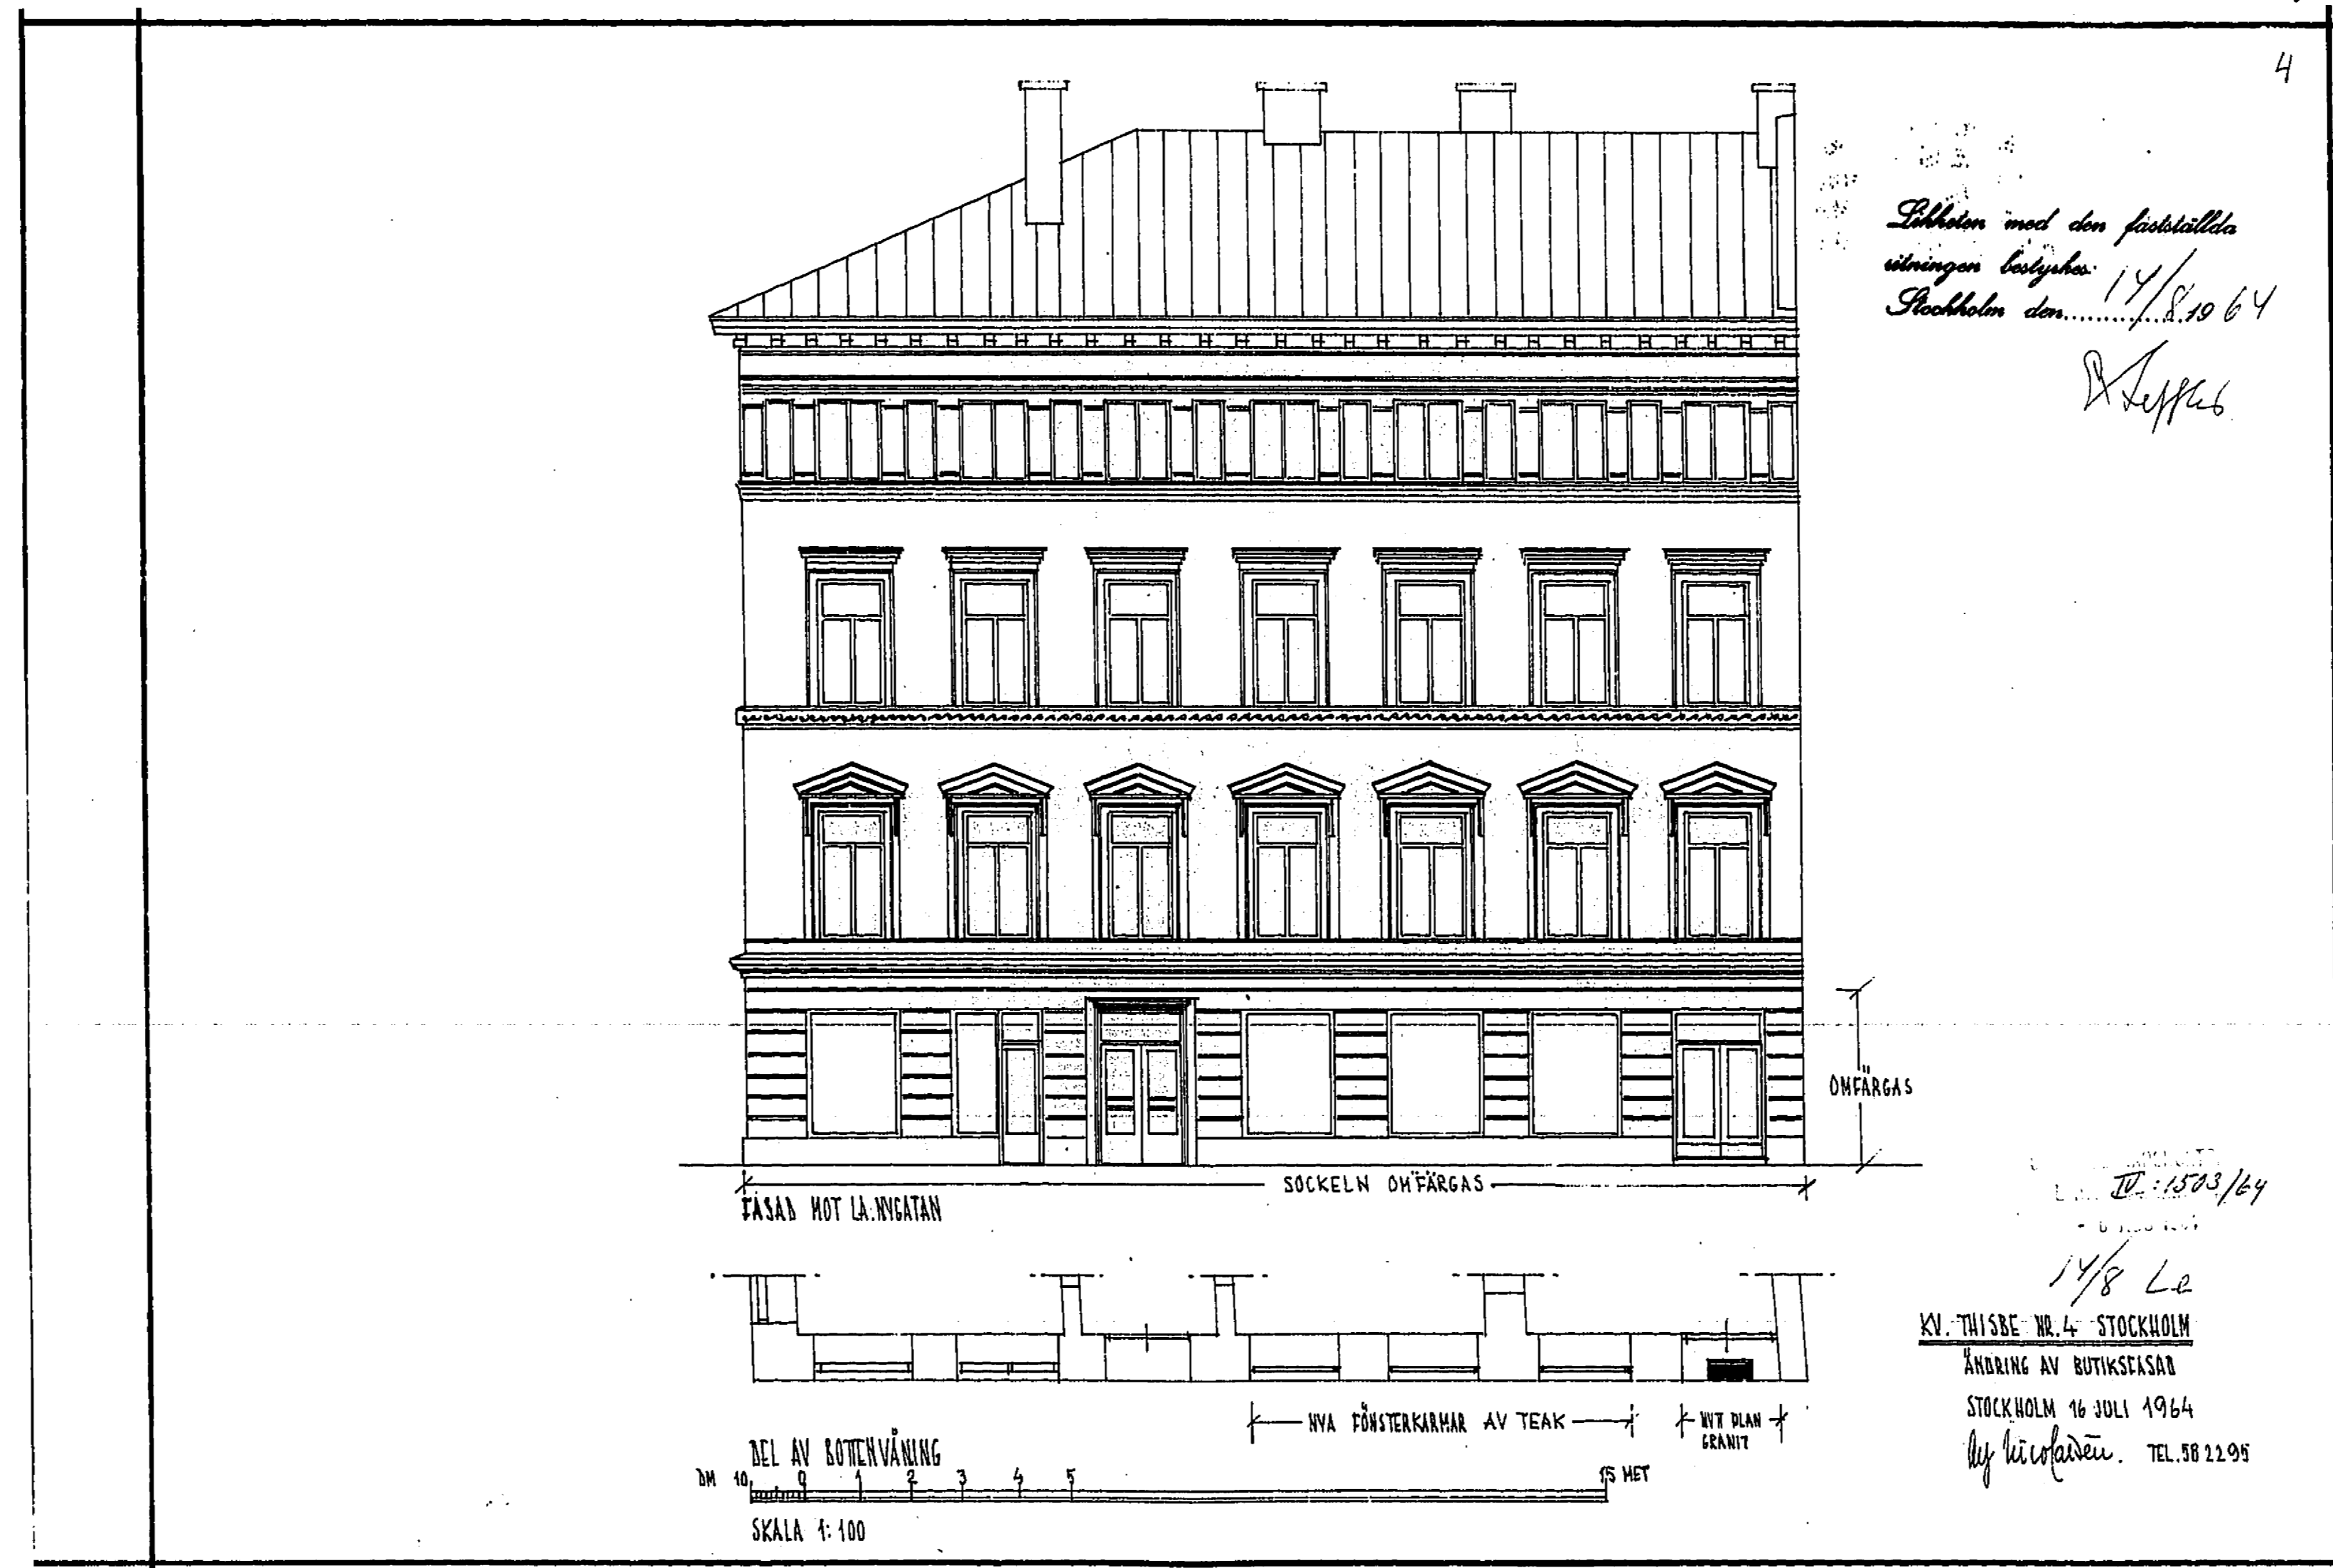 4
Likheten med den fastställda
ritningen bestyrkes:
Stockholm den 14/8 1964
OMFÄRGAS
SOCKELN OMFÄRGAS
FASAD MOT LA.NYGATAN
IV:1503/64
14/8 Le
KV. THISBE NR.4 STOCKHOLM
ÄNDRING AV BUTIKSFASAD
STOCKHOLM 16 JULI 1964
TEL.582295
NYA FÖNSTERKARMAR AV TEAK
NYTT PLAN
GRANIT
DEL AV BOTTENVÅNING
DM 10 0 1 2 3 4 5 15 MET
SKALA 1:100